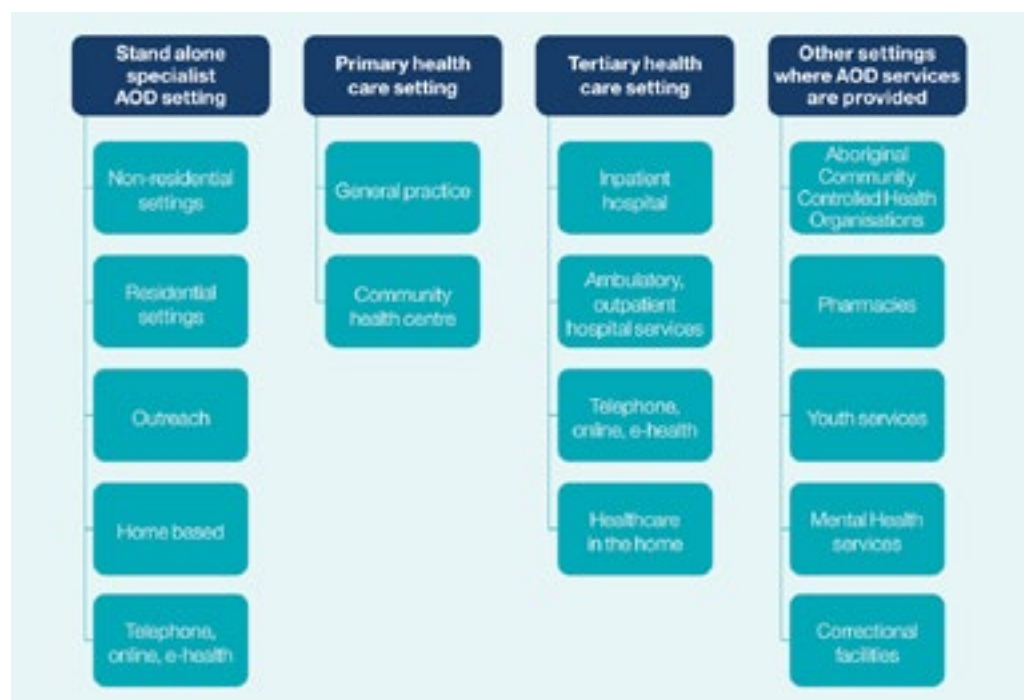 Stand alone
specialist
AOD setting
Non-residential
settings
Residential
settings
Outreach
Home based
Telephone,
online, e-health
Primary health
care setting
General practice
Community
health centre
Tertiary health
care setting
Inpatient
hospital
Ambulatory,
outpatient
hospital services
Telephone,
online, e-health
Healthcare
in the home
Other settings
where AOD services
are provided
Aboriginal
Community
Controlled Health
Organisations
Pharmacies
Youth services
Mental Health
services
Correctional
facilities